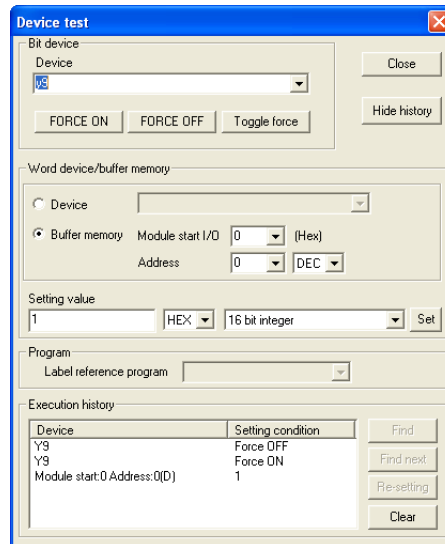 Device test
Bit device
Device
y9
Close
FORCE ON FORCE OFF Toggle force
Hide history
Word device/buffer memory
Device
Buffer memory Module start I/O 0 (Hex)
Address 0 DEC
Setting value
1 HEX 16 bit integer Set
Program
Label reference program
Execution history
Device Setting condition
Y9 Force OFF
Y9 Force ON
Module start:0 Address:0(D) 1
Find
Find next
Re-setting
Clear